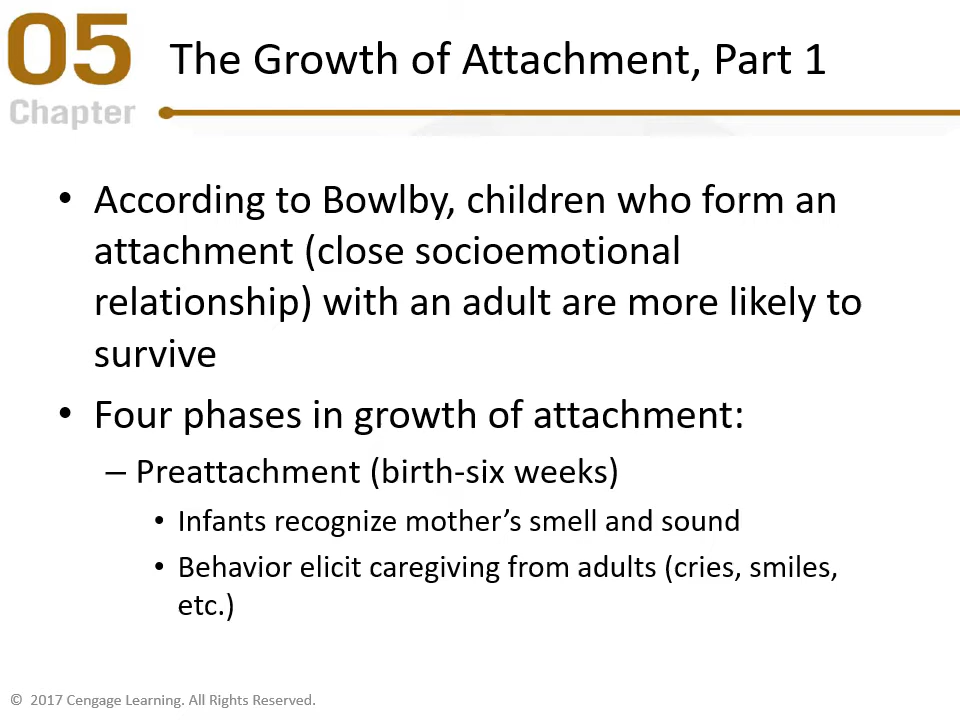 05
Chapter
The Growth of Attachment, Part 1
• According to Bowlby, children who form an
attachment (close socioemotional
relationship) with an adult are more likely to
survive
• Four phases in growth of attachment:
– Preattachment (birth-six weeks)
• Infants recognize mother’s smell and sound
• Behavior elicit caregiving from adults (cries, smiles,
etc.)
© 2017 Cengage Learning. All Rights Reserved.